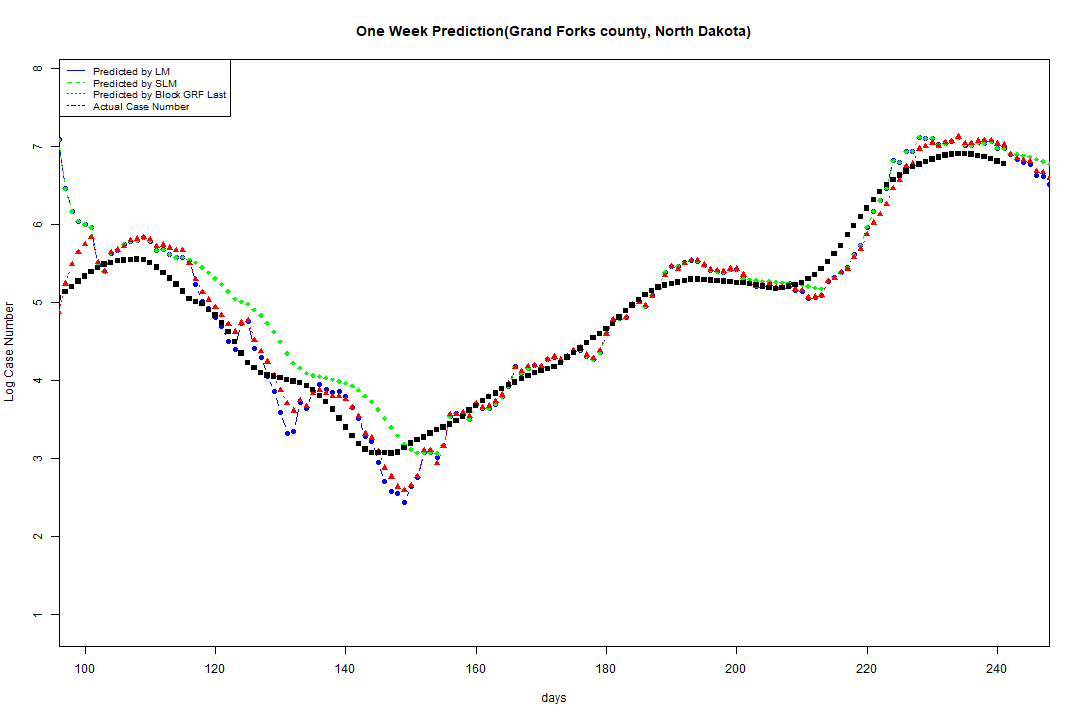 One Week Prediction(Grand Forks county, North Dakota)
Predicted by LM
Predicted by SLM
Predicted by Block GRF Last
Actual Case Number
8
7
6
5
4
3
2
1
Log Case Number
100 120 140 160 180 200 220 240
days